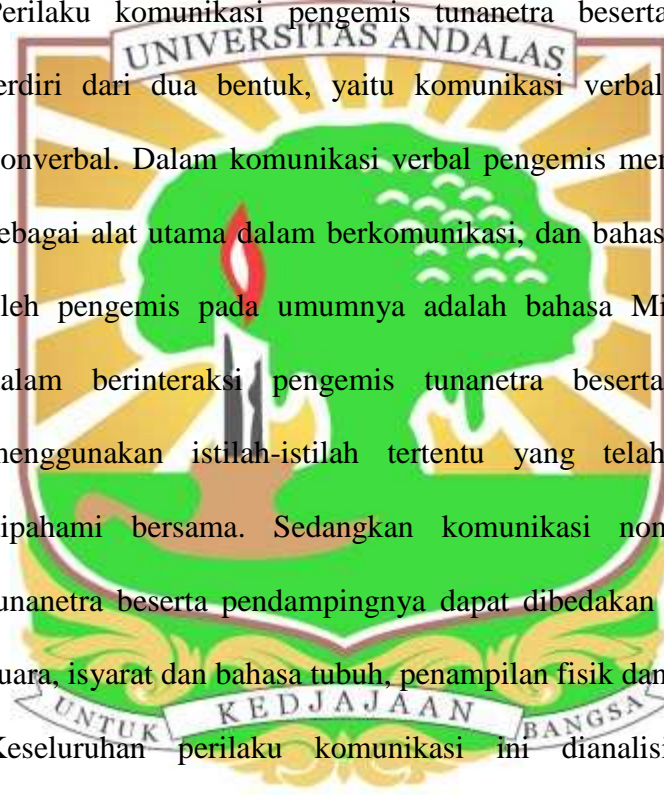 Perilaku komunikasi pengemis tunanetra beserta
UNIVERSITAS ANDALAS
erdiri dari dua bentuk, yaitu komunikasi verbal
onverbal. Dalam komunikasi verbal pengemis mer
ebagai alat utama dalam berkomunikasi, dan bahas
leh pengemis pada umumnya adalah bahasa Mi
alam berinteraksi pengemis tunanetra beserta
menggunakan istilah-istilah tertentu yang telah
ipahami bersama. Sedangkan komunikasi non
unanetra beserta pendampingnya dapat dibedakan
uara, isyarat dan bahasa tubuh, penampilan fisik dan
UNTUK KEDJAJAAN BANGSA
Keseluruhan perilaku komunikasi ini dianalisi